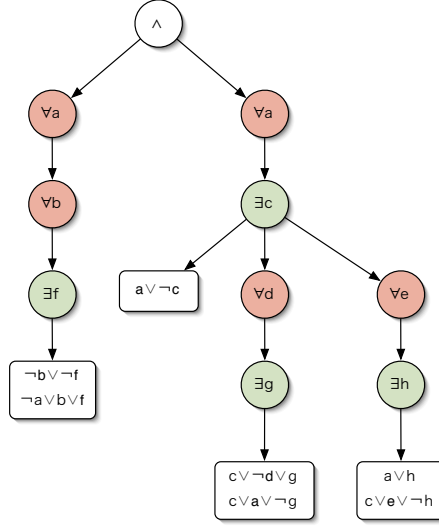 ∧
∀a
∀a
∀b
∃c
∃f
a∨¬c
∀d
∀e
¬b∨¬f
¬a∨b∨f
∃g
∃h
c∨¬d∨g
c∨a∨¬g
a∨h
c∨e∨¬h